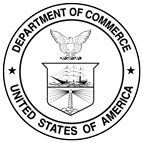 DEPARTMENT OF COMMERCE
UNITED STATES OF AMERICA